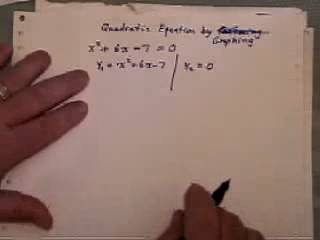 Quadratic Equation by
Graphing
x² + 6x - 7 = 0
Y₁ = x² + 6x - 7 | Y₂ = 0